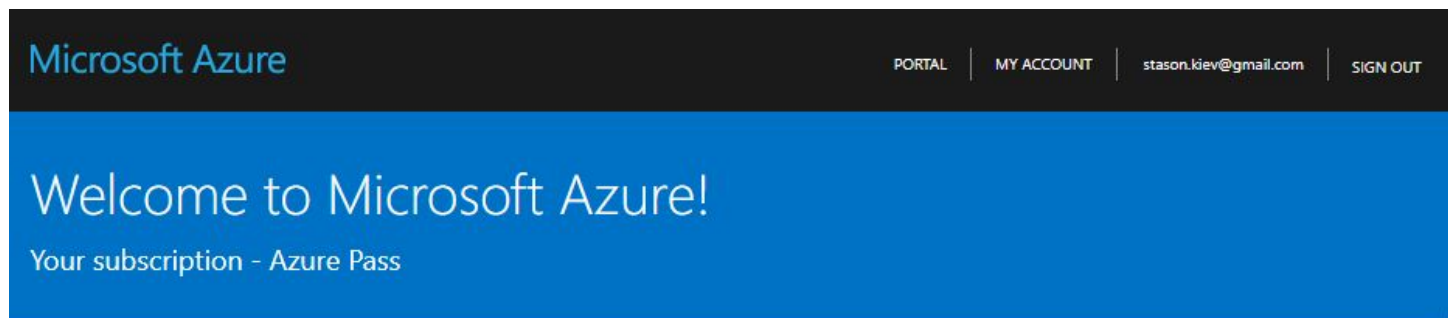 Microsoft Azure
PORTAL MY ACCOUNT stason.kiev@gmail.com SIGN OUT
Welcome to Microsoft Azure!
Your subscription - Azure Pass